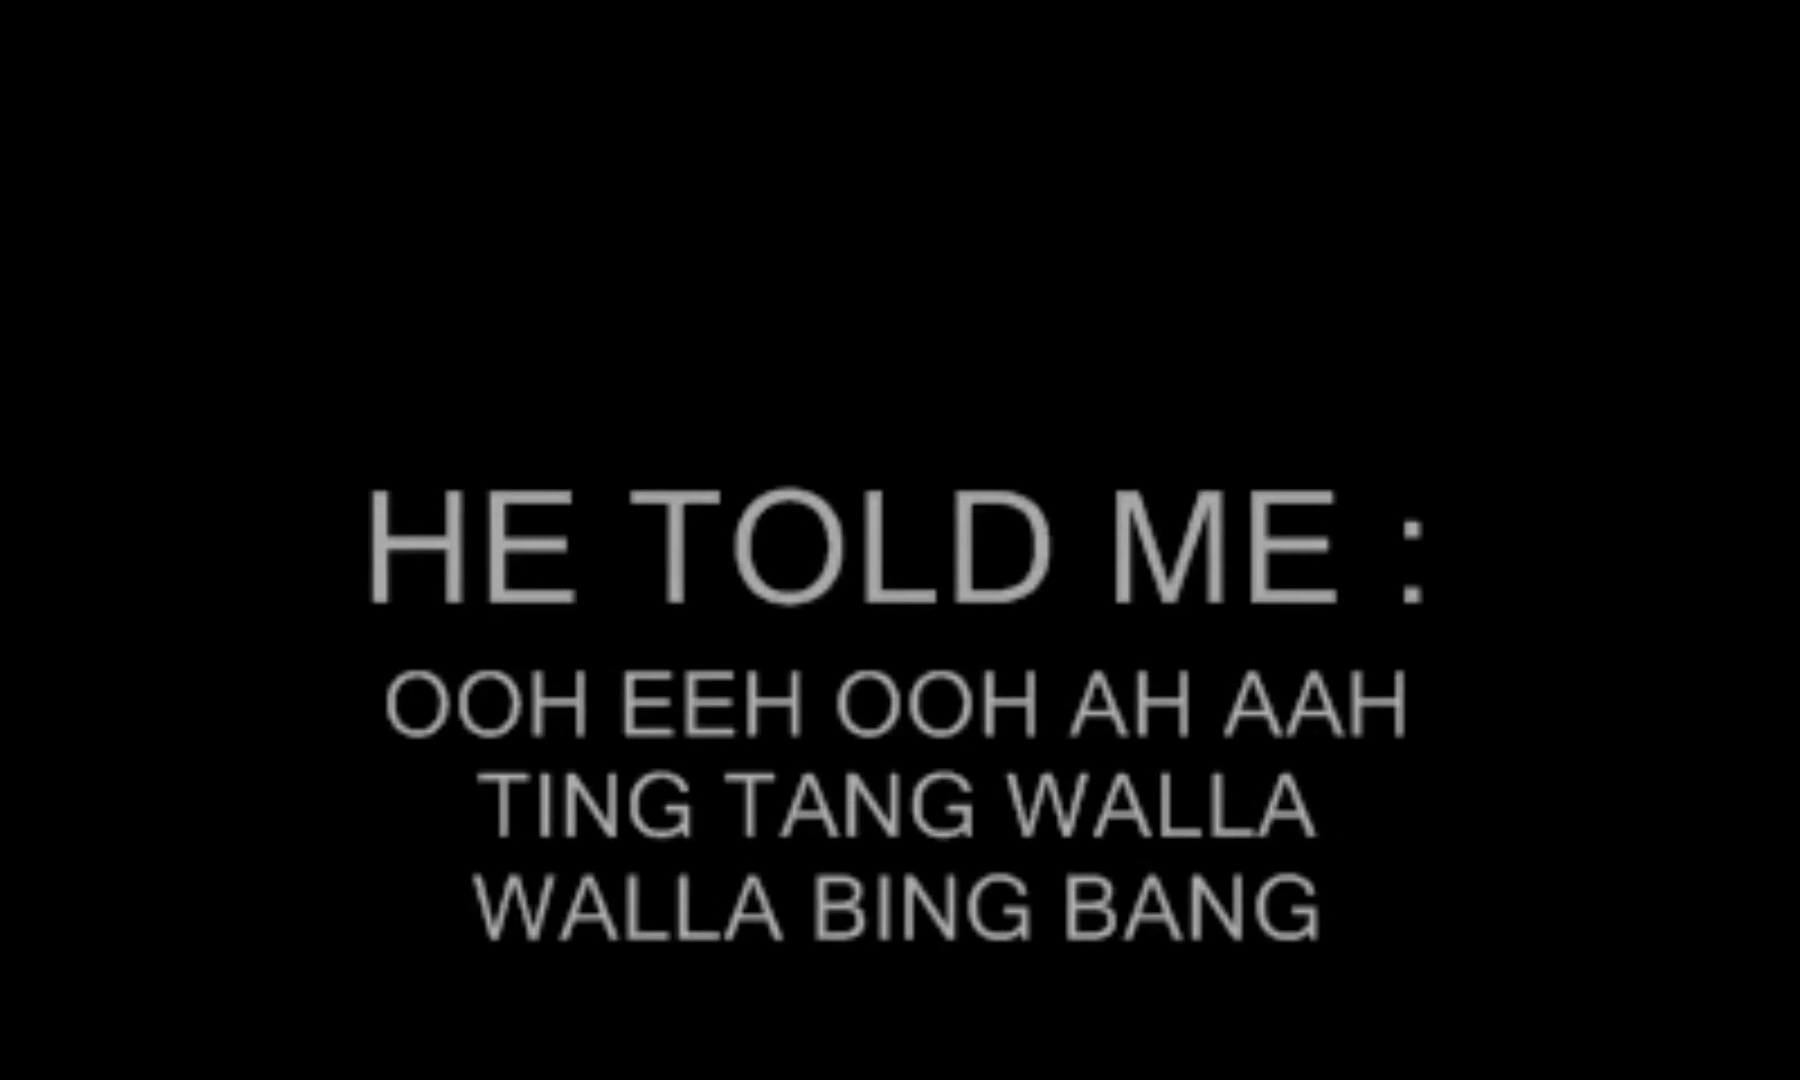 HE TOLD ME :
OOH EEH OOH AH AAH
TING TANG WALLA
WALLA BING BANG